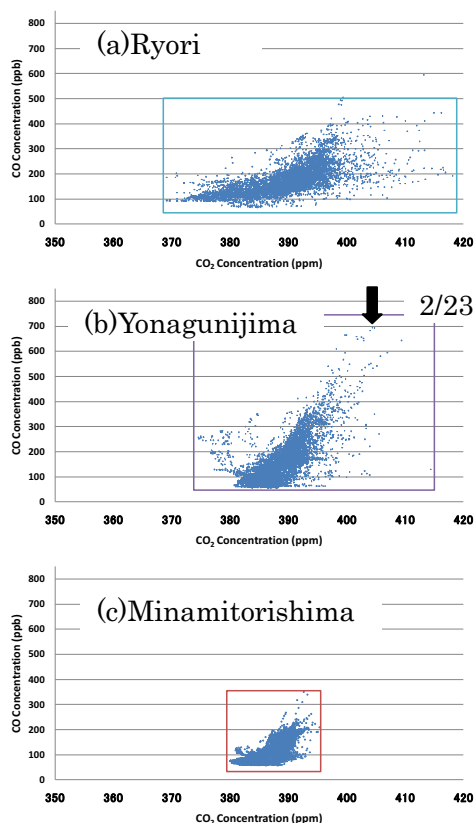 (a)Ryori
CO Concentration (ppb)
800
700
600
500
400
300
200
100
0
350 360 370 380 390 400 410 420
CO₂ Concentration (ppm)
(b)Yonagunijima
2/23
CO Concentration (ppb)
800
700
600
500
400
300
200
100
0
350 360 370 380 390 400 410 420
CO₂ Concentration (ppm)
(c)Minamitorishima
CO Concentration (ppb)
800
700
600
500
400
300
200
100
0
350 360 370 380 390 400 410 420
CO₂ Concentration (ppm)